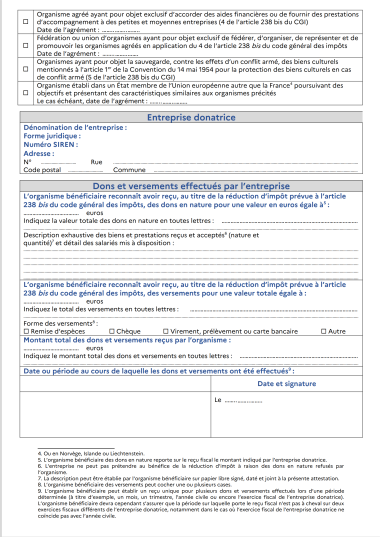 Organisme agréé ayant pour objet exclusif d'accorder des aides financières ou de fournir des prestations
d'accompagnement à des petites et moyennes entreprises (4 de l'article 238 bis du CGI)
Date de l'agrément : ........................
Fédération ou union d'organismes ayant pour objet exclusif de fédérer, d'organiser, de représenter et de
promouvoir les organismes agréés en application du 4 de l'article 238 bis du code général des impôts
Date de l'agrément : ........................
Organismes ayant pour objet la sauvegarde, contre les effets d'un conflit armé, des biens culturels
mentionnés à l'article 1er de la Convention du 14 mai 1954 pour la protection des biens culturels en cas
de conflit armé (5 de l'article 238 bis du CGI)
Organisme établi dans un État membre de l'Union européenne autre que la France4 poursuivant des
objectifs et présentant des caractéristiques similaires aux organismes précités
Le cas échéant, date de l'agrément : ........................
Entreprise donatrice
Dénomination de l'entreprise :
Forme juridique :
Numéro SIREN :
Adresse :
N° ........................ Rue ........................
Code postal ........................ Commune ........................
Dons et versements effectués par l'entreprise
L'organisme bénéficiaire reconnaît avoir reçu, au titre de la réduction d'impôt prévue à l'article
238 bis du code général des impôts, des dons en nature pour une valeur en euros égale à5 :
........................ euros
Indiquez la valeur totale des dons en nature en toutes lettres : ........................
Description exhaustive des biens et prestations reçus et acceptés6 (nature et
quantité)7 et détail des salariés mis à disposition : ........................
L'organisme bénéficiaire reconnaît avoir reçu, au titre de la réduction d'impôt prévue à l'article
238 bis du code général des impôts, des versements pour une valeur totale égale à :
........................ euros
Indiquez le total des versements en toutes lettres : ........................
Forme des versements8 :
☐ Remise d'espèces ☐ Chèque ☐ Virement, prélèvement ou carte bancaire ☐ Autre
Montant total des dons et versements reçus par l'organisme :
........................ euros
Indiquez le montant total des dons et versements en toutes lettres : ........................
Date ou période au cours de laquelle les dons et versements ont été effectués9 :
Date et signature
Le ........................
4. Ou en Norvège, Islande ou Liechtenstein.
5. L'organisme bénéficiaire des dons en nature reporte sur le reçu fiscal le montant indiqué par l'entreprise donatrice.
6. L'entreprise ne peut pas prétendre au bénéfice de la réduction d'impôt à raison des dons en nature refusés par
l'organisme.
7. La description peut être établie par l'organisme bénéficiaire sur papier libre signé, daté et joint à la présente attestation.
8. L'organisme bénéficiaire des versements peut cocher une ou plusieurs cases.
9. L'organisme bénéficiaire peut établir un reçu unique pour plusieurs dons et versements effectués lors d'une période
déterminée (à titre d'exemple, un mois, un trimestre, l'année civile ou encore l'exercice fiscal de l'entreprise donatrice).
L'organisme bénéficiaire devra cependant s'assurer que la période sur laquelle porte le reçu fiscal n'est pas à cheval sur deux
exercices fiscaux différents de l'entreprise donatrice, notamment dans le cas où l'exercice fiscal de l'entreprise donatrice ne
coïncide pas avec l'année civile.